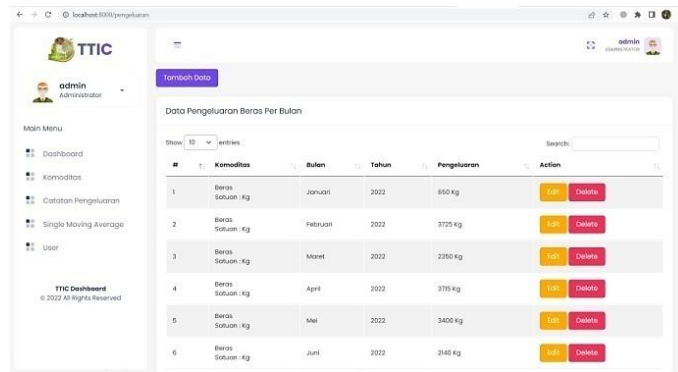 localhost:3000/pengeluaran
TTIC
admin
ADMINISTRATOR
admin
Administrator
Tambah Data
Data Pengeluaran Beras Per Bulan
Main Menu
Dashboard
Komoditas
Catatan Pengeluaran
Single Moving Average
User
TTIC Dashboard
© 2022 All Rights Reserved
Show 10 entries
Search:
# Komoditas Bulan Tahun Pengeluaran Action
1 Beras Januari 2022 650 Kg Edit Delete
Satuan : Kg
2 Beras Februari 2022 3725 Kg Edit Delete
Satuan : Kg
3 Beras Maret 2022 2350 Kg Edit Delete
Satuan : Kg
4 Beras April 2022 3715 Kg Edit Delete
Satuan : Kg
5 Beras Mei 2022 3400 Kg Edit Delete
Satuan : Kg
6 Beras Juni 2022 2140 Kg Edit Delete
Satuan : Kg